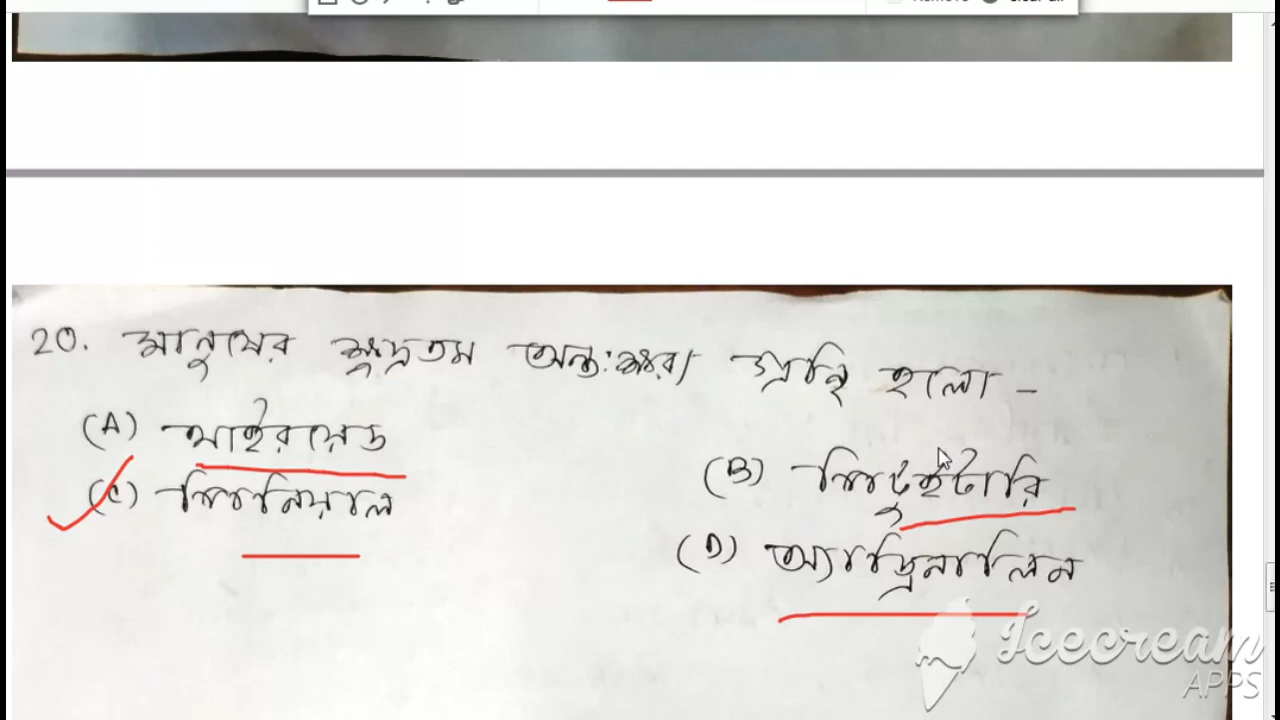 20. মানুষের ক্ষুদ্রতম অন্তঃক্ষরা গ্রন্থি হলো -
(A) থাইরয়েড
(B) পিটুইটারি
(C) পিনিয়াল
(D) অ্যাড্রিনালিন
Icecream
APPS